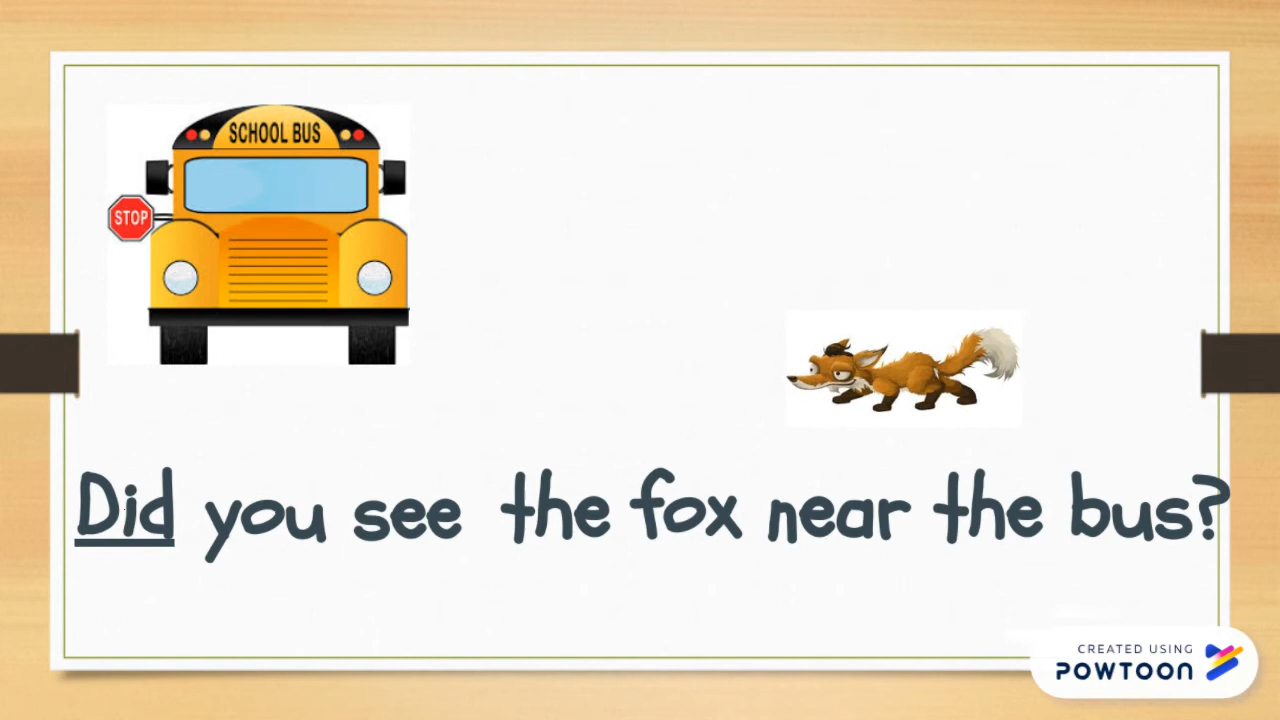 SCHOOL BUS
STOP
Did you see the fox near the bus?
CREATED USING
POWTOON